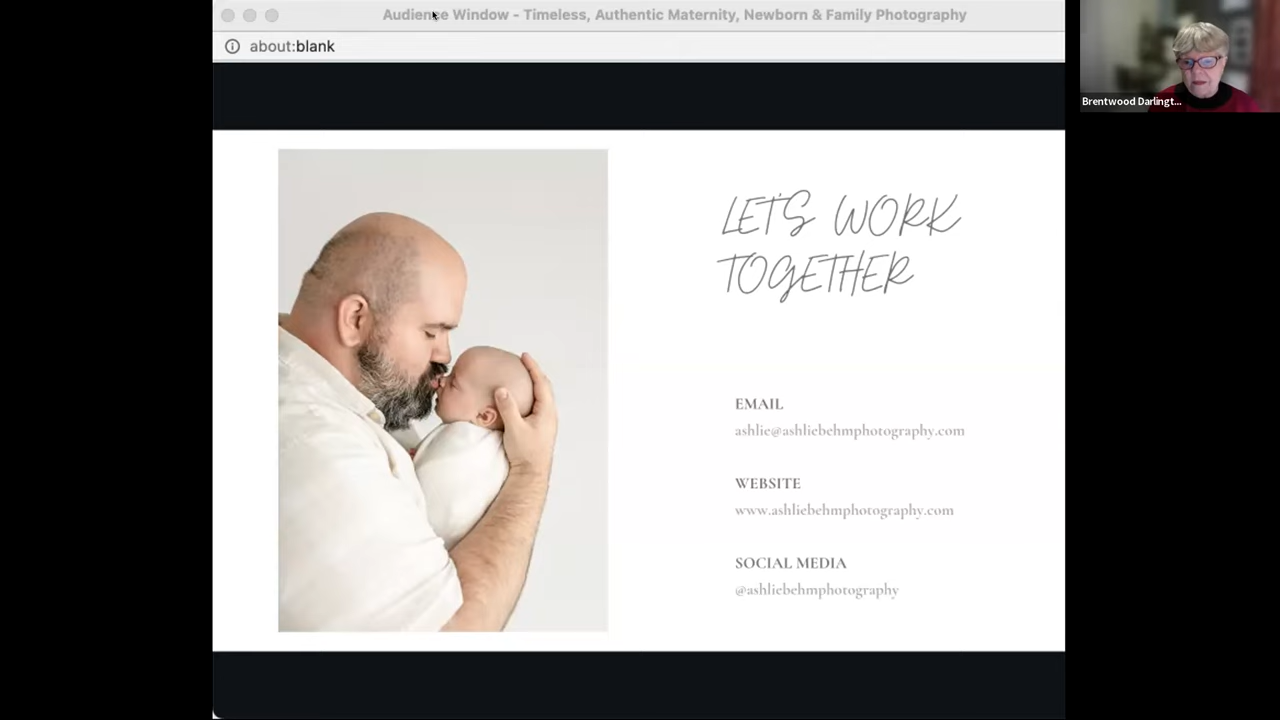 Audience Window - Timeless, Authentic Maternity, Newborn & Family Photography
about:blank
Brentwood Darlingt...
LET'S WORK
TOGETHER
EMAIL
ashlie@ashliebehmphotography.com
WEBSITE
www.ashliebehmphotography.com
SOCIAL MEDIA
@ashliebehmphotography